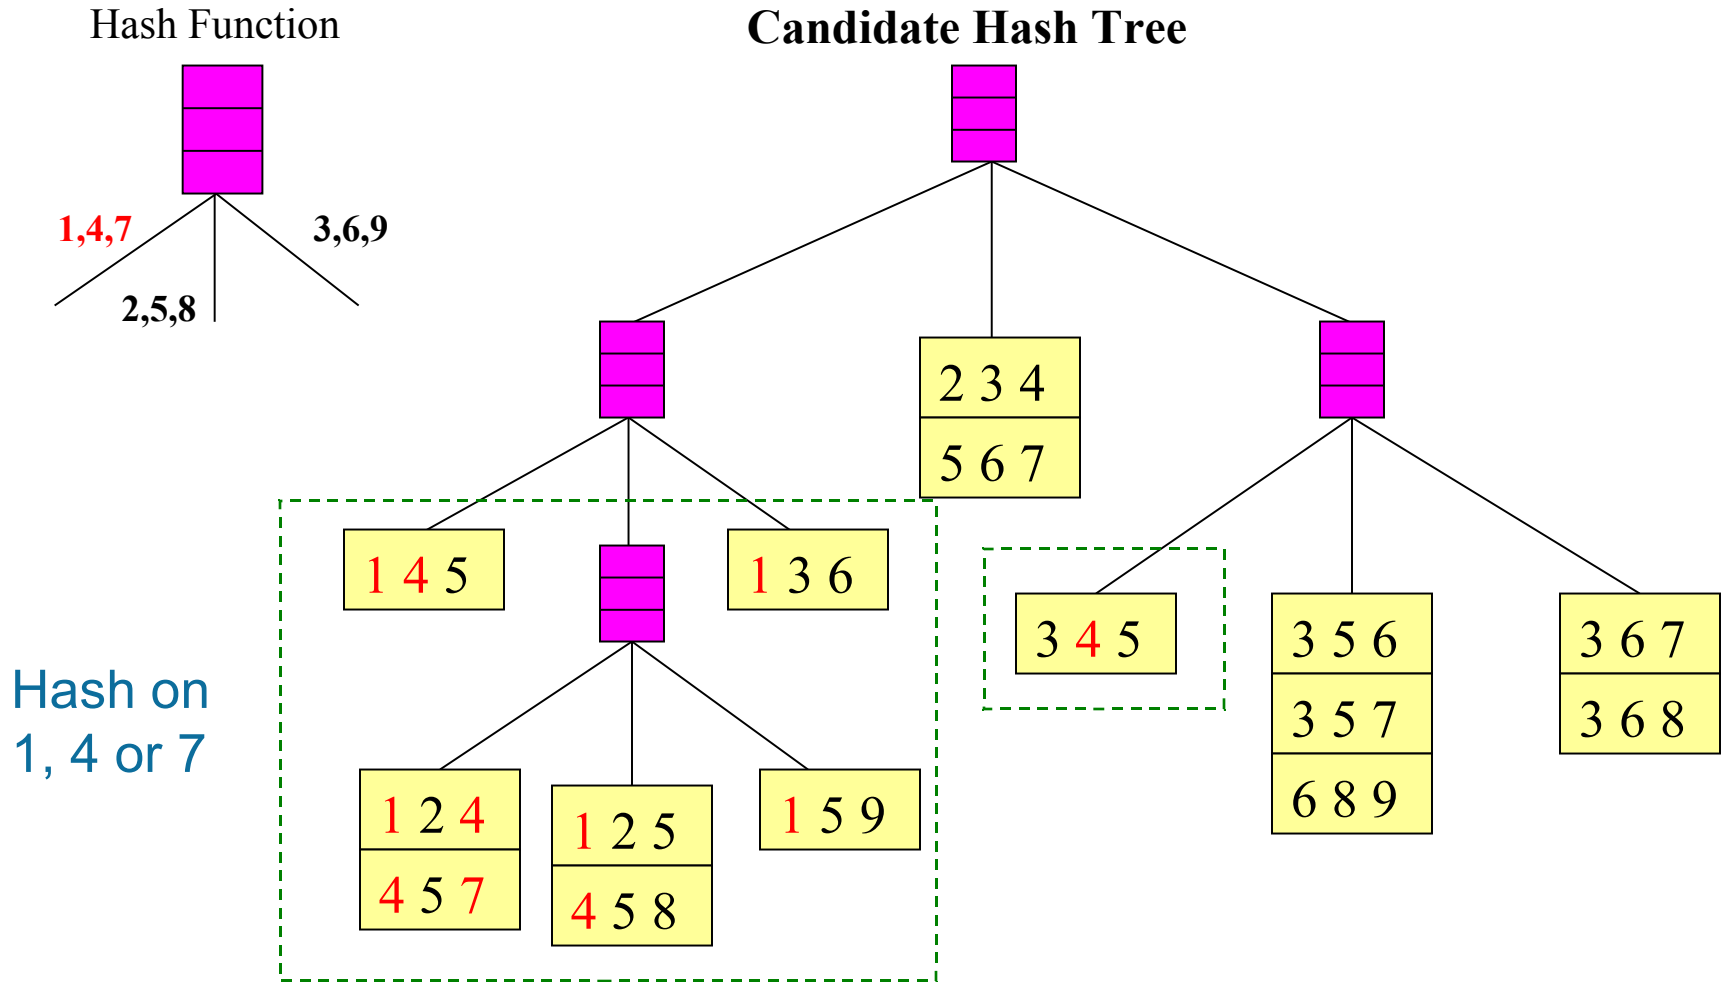 Hash Function
Candidate Hash Tree
1,4,7
3,6,9
2,5,8
2 3 4
5 6 7
1 4 5
1 3 6
3 4 5
3 5 6
3 6 7
3 5 7
3 6 8
6 8 9
Hash on
1, 4 or 7
1 2 4
1 2 5
1 5 9
4 5 7
4 5 8